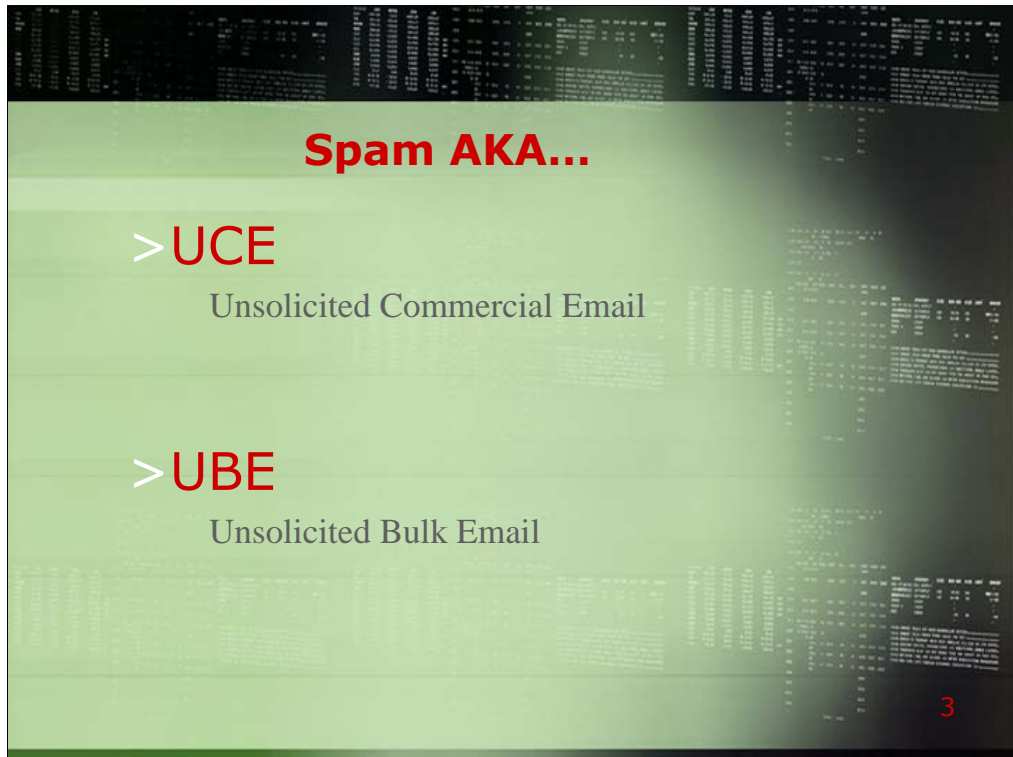 Spam AKA...
>UCE
Unsolicited Commercial Email
>UBE
Unsolicited Bulk Email
3